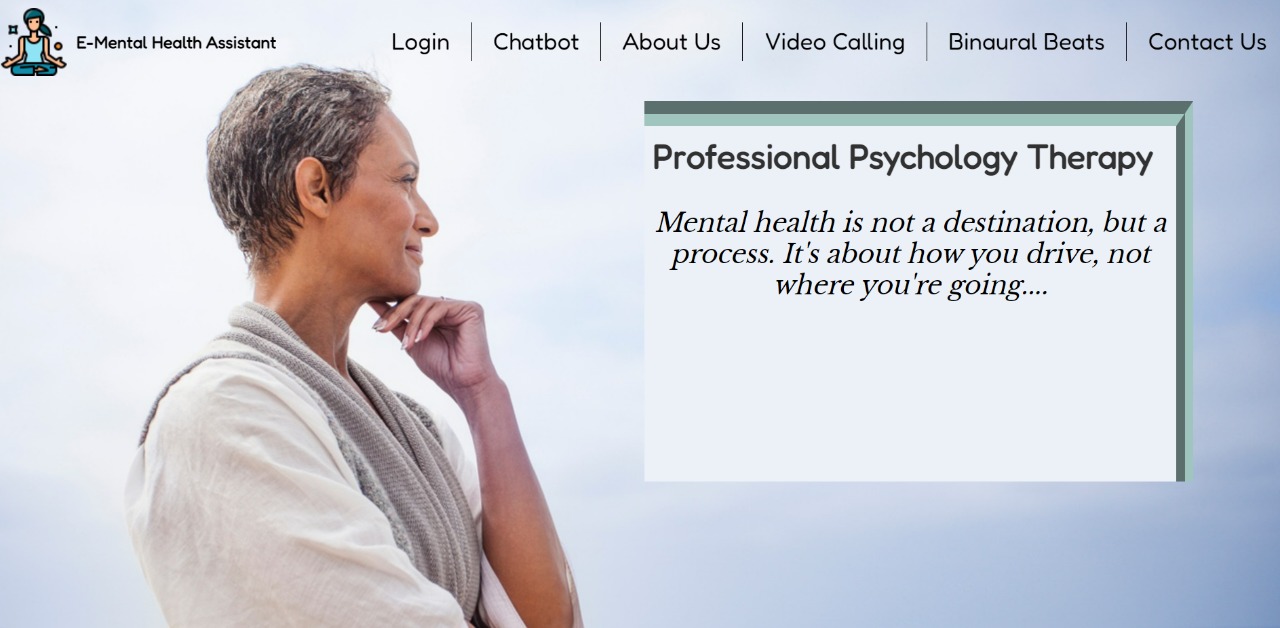 E-Mental Health Assistant
Login
Chatbot
About Us
Video Calling
Binaural Beats
Contact Us
Professional Psychology Therapy
Mental health is not a destination, but a
process. It's about how you drive, not
where you're going....